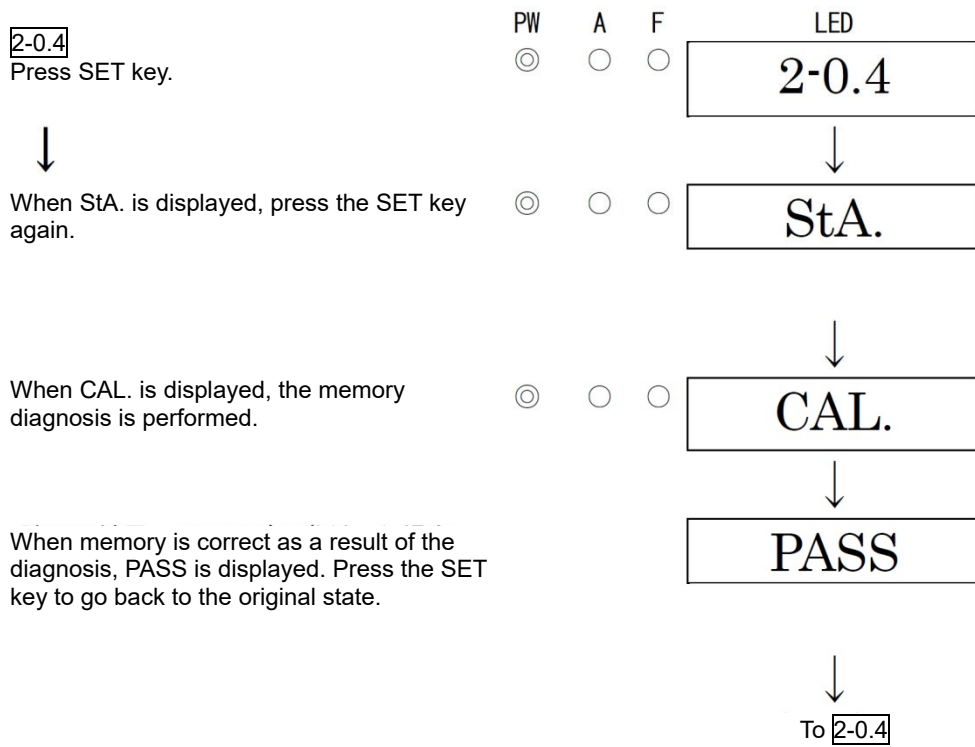 PW A F LED
2-0.4
Press SET key.
2-0.4
When StA. is displayed, press the SET key
again.
StA.
When CAL. is displayed, the memory
diagnosis is performed.
CAL.
When memory is correct as a result of the
diagnosis, PASS is displayed. Press the SET
key to go back to the original state.
PASS
To 2-0.4